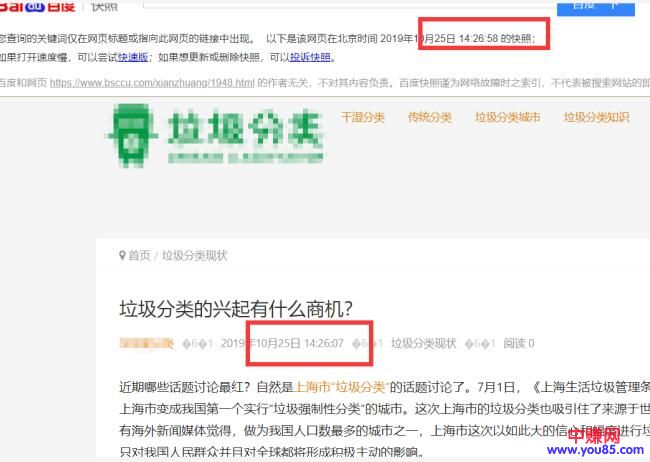 Bai 百度 快照
百度一下
您查询的关键词仅在网页标题或指向此网页的链接中出现。 以下是该网页在北京时间 2019年10月25日 14:26:58 的快照；
如果打开速度慢，可以尝试快速版；如果想更新或删除快照，可以投诉快照。
百度和网页 https://www.bsccu.com/xianzhuang/1948.html 的作者无关，不对其内容负责。百度快照谨为网络故障时之索引，不代表被搜索网站的即
干湿分类 传统分类 垃圾分类城市 垃圾分类知识
首页 / 垃圾分类现状
垃圾分类的兴起有什么商机？
�6�1 2019年10月25日 14:26:07 �6�1 垃圾分类现状 �6�1 阅读 0
近期哪些话题讨论最红？自然是上海市“垃圾分类”的话题讨论了。7月1日，《上海生活垃圾管理条
上海市变成我国第一个实行“垃圾强制性分类”的城市。这次上海市的垃圾分类也吸引住了来源于世
有海外新闻媒体觉得，做为我国人口数最多的城市之一，上海市这次以如此大的信心和幅度进行垃
只对我国人民群众并且对全球都将形成积极主动的影响。
中赚网
www.you85.com